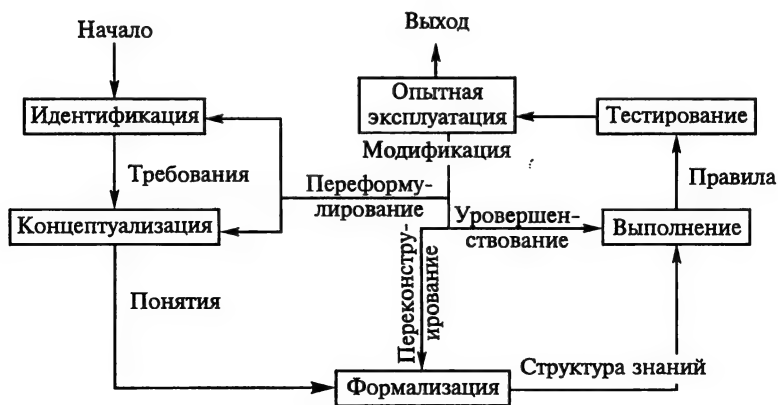 Выход
Начало
Опытная
эксплуатация
Идентификация
Тестирование
Модификация
Требования
Переформу-
лирование
Правила
Концептуализация
Уровершен-
ствование
Выполнение
Переконстру-
ирование
Понятия
Структура знаний
Формализация